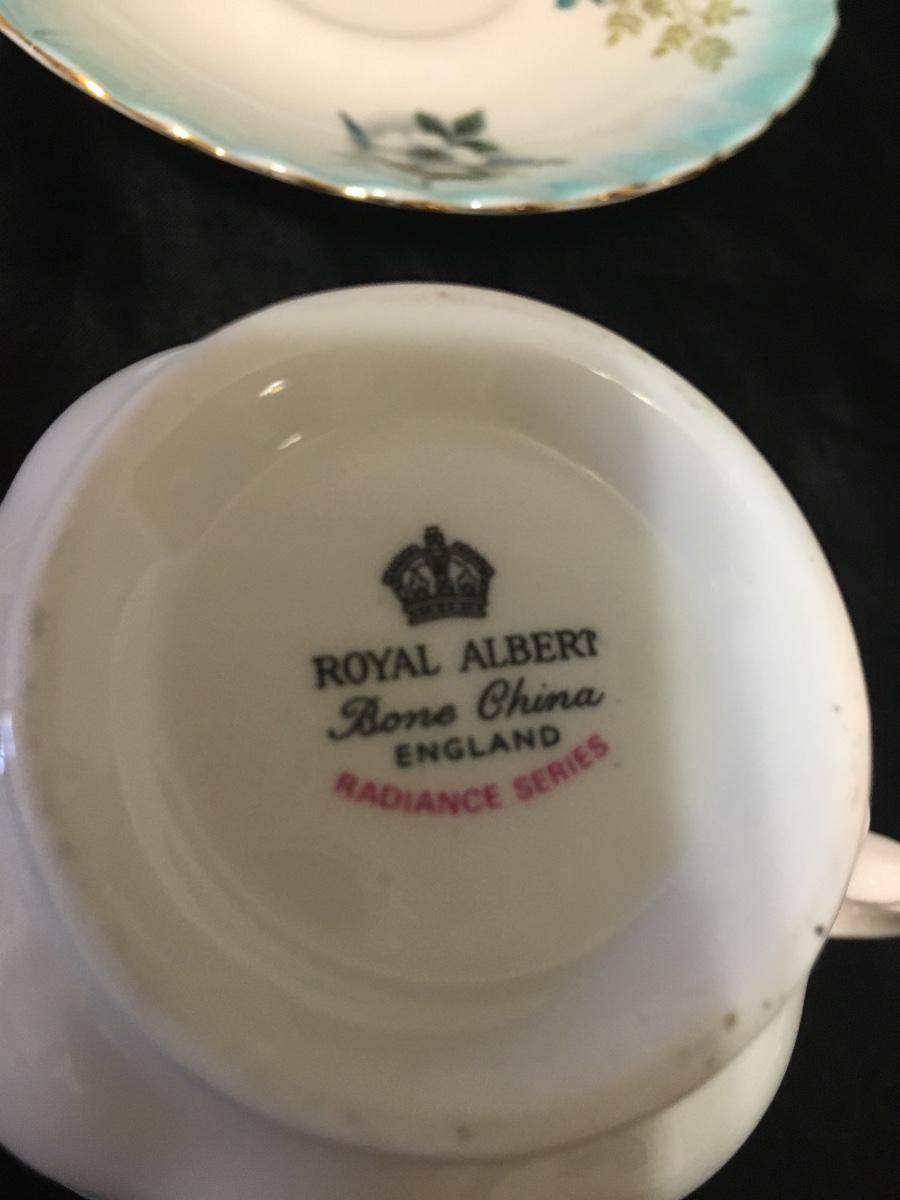 ROYAL ALBERT
Bone China
ENGLAND
RADIANCE SERIES